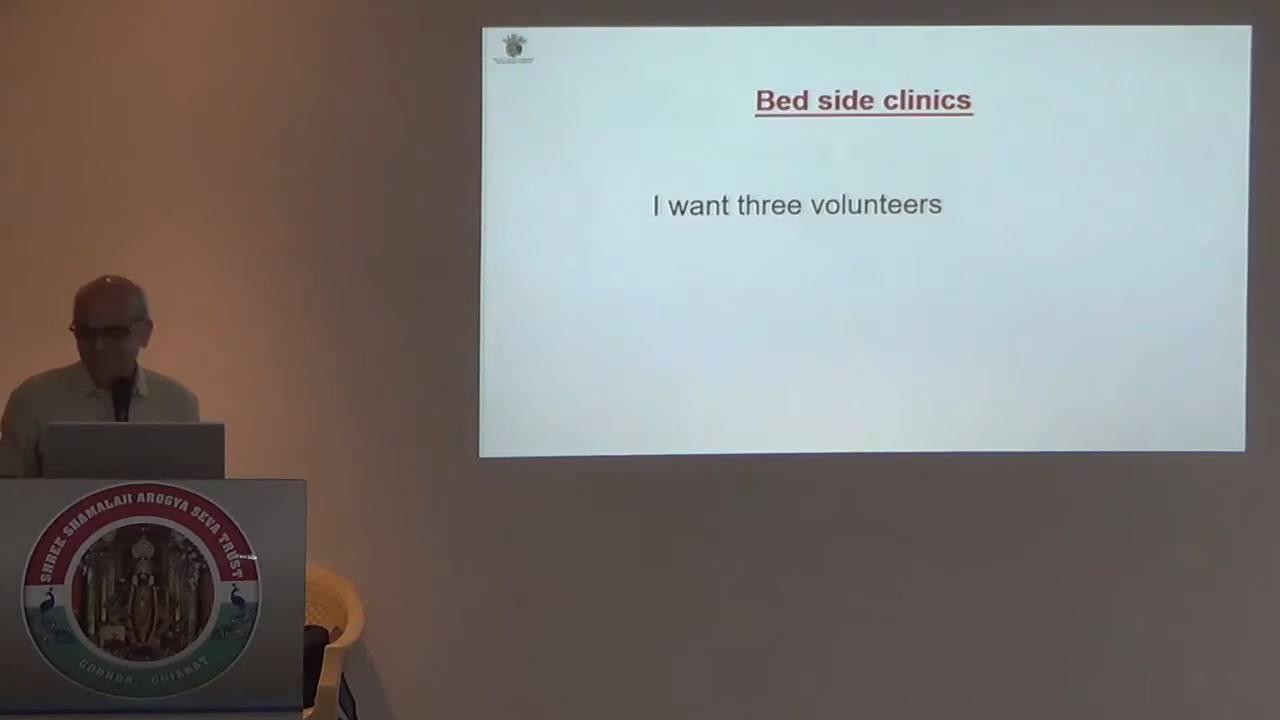 Bed side clinics
I want three volunteers
SHREE SHAMALAJI AROGYA SEVA TRUST
GODHRA - GUJARAT